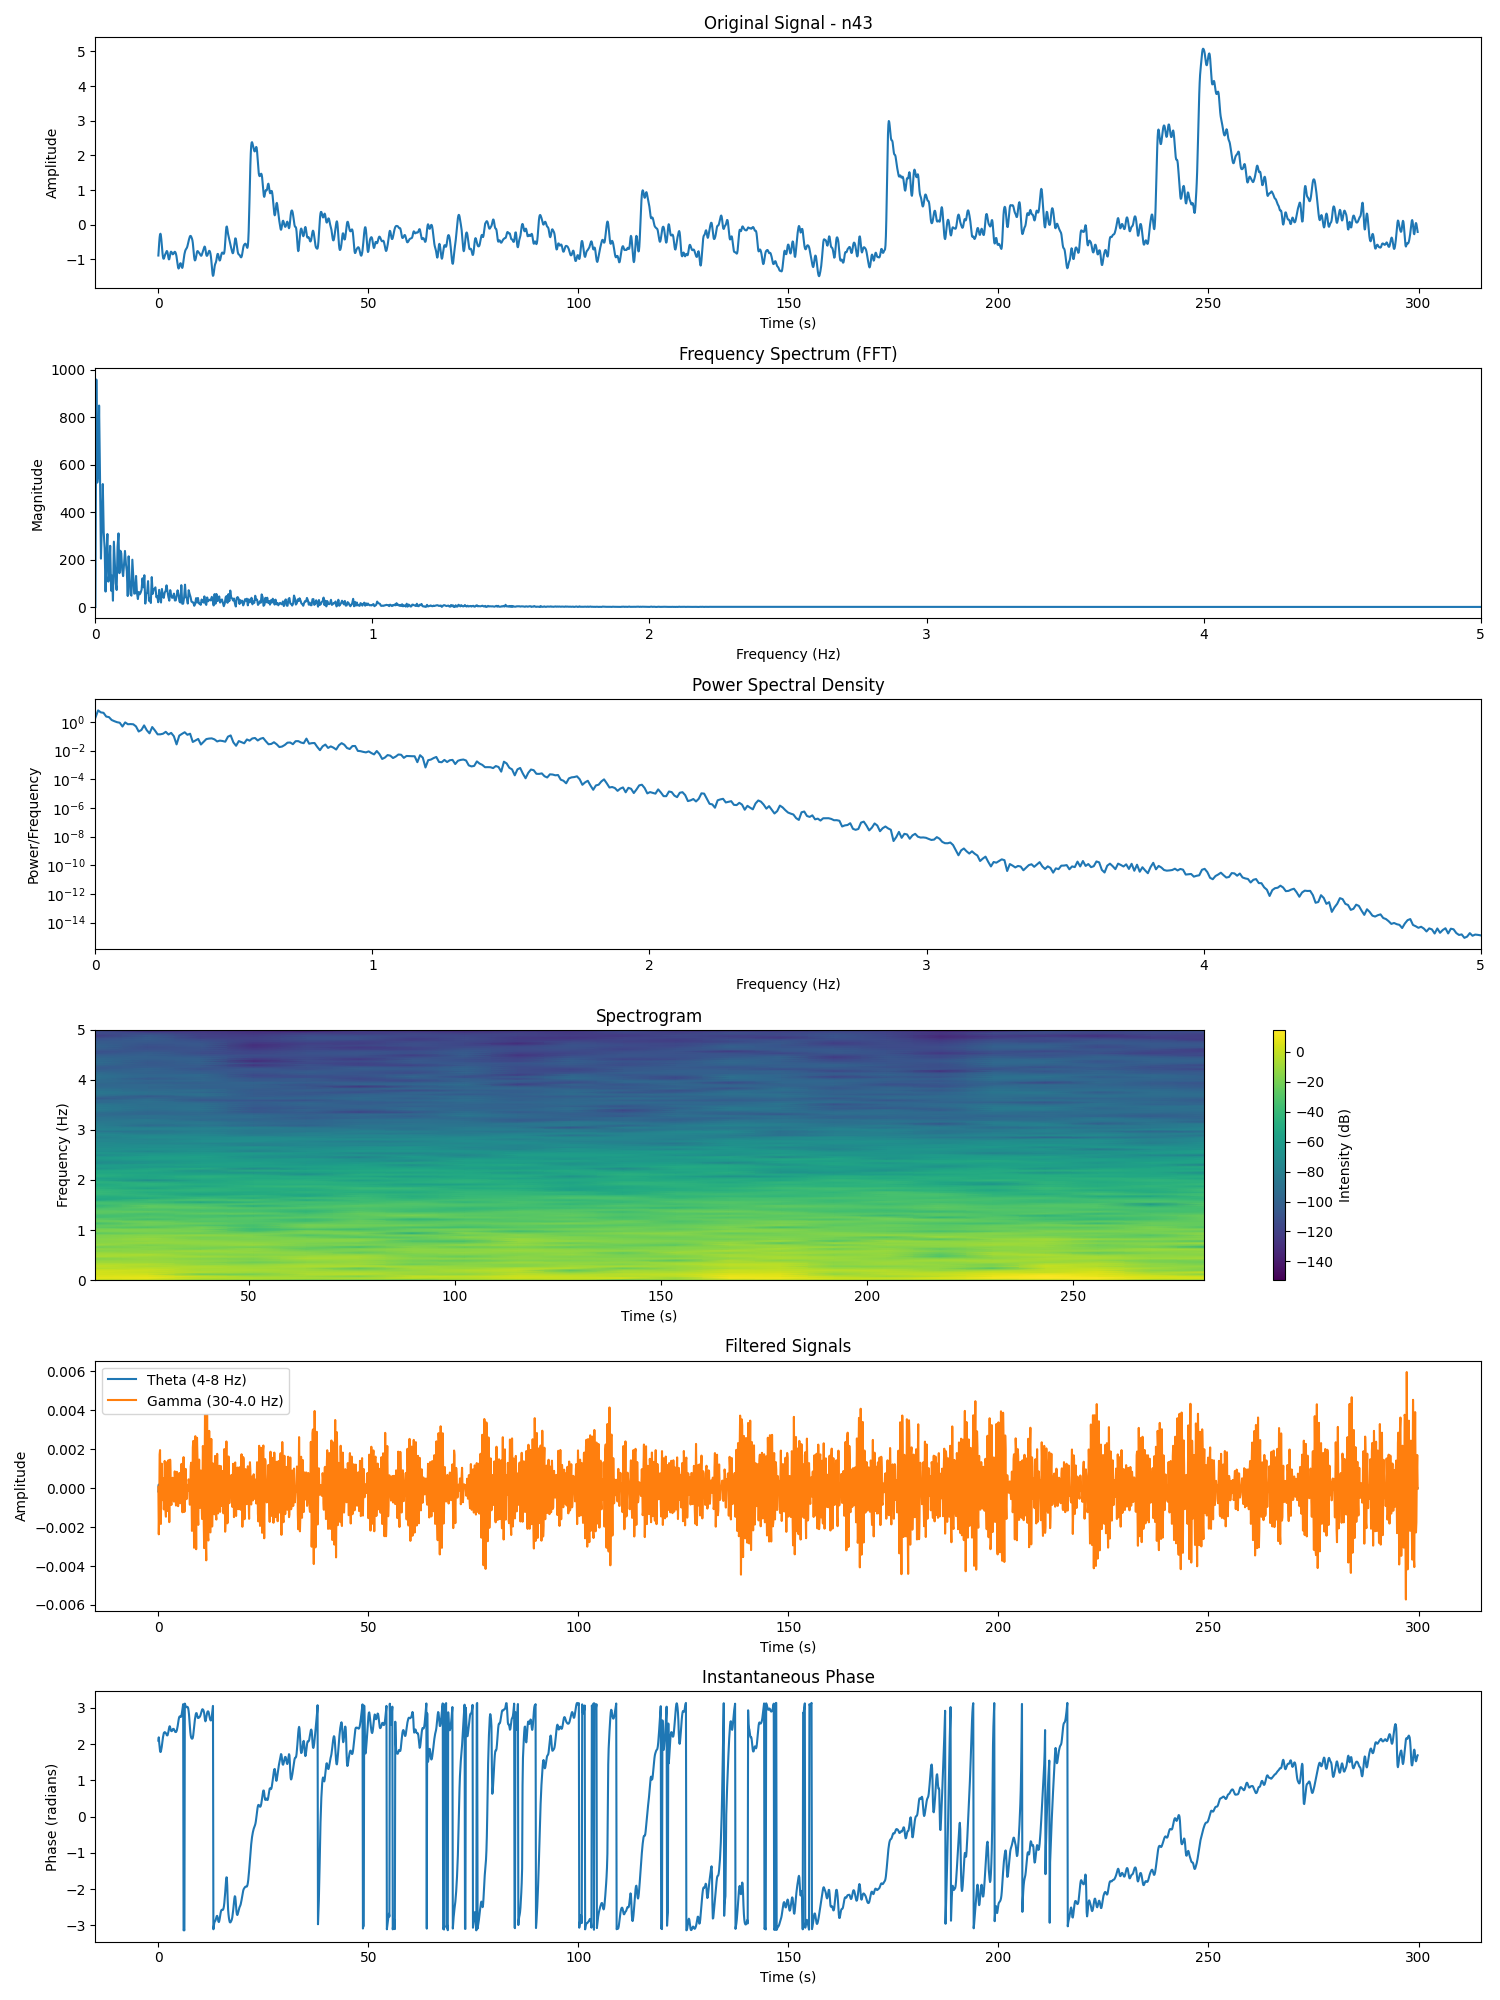 Original Signal - n43
Amplitude
5
4
3
2
1
0
−1
0 50 100 150 200 250 300
Time (s)
Frequency Spectrum (FFT)
Magnitude
1000
800
600
400
200
0
0 1 2 3 4 5
Frequency (Hz)
Power Spectral Density
Power/Frequency
10⁰
10⁻²
10⁻⁴
10⁻⁶
10⁻⁸
10⁻¹⁰
10⁻¹²
10⁻¹⁴
0 1 2 3 4 5
Frequency (Hz)
Spectrogram
Frequency (Hz)
5
4
3
2
1
0
50 100 150 200 250
Time (s)
0
−20
−40
−60
−80
−100
−120
−140
Intensity (dB)
Filtered Signals
Amplitude
0.006
0.004
0.002
0.000
−0.002
−0.004
−0.006
Theta (4-8 Hz)
Gamma (30-4.0 Hz)
0 50 100 150 200 250 300
Time (s)
Instantaneous Phase
Phase (radians)
3
2
1
0
−1
−2
−3
0 50 100 150 200 250 300
Time (s)